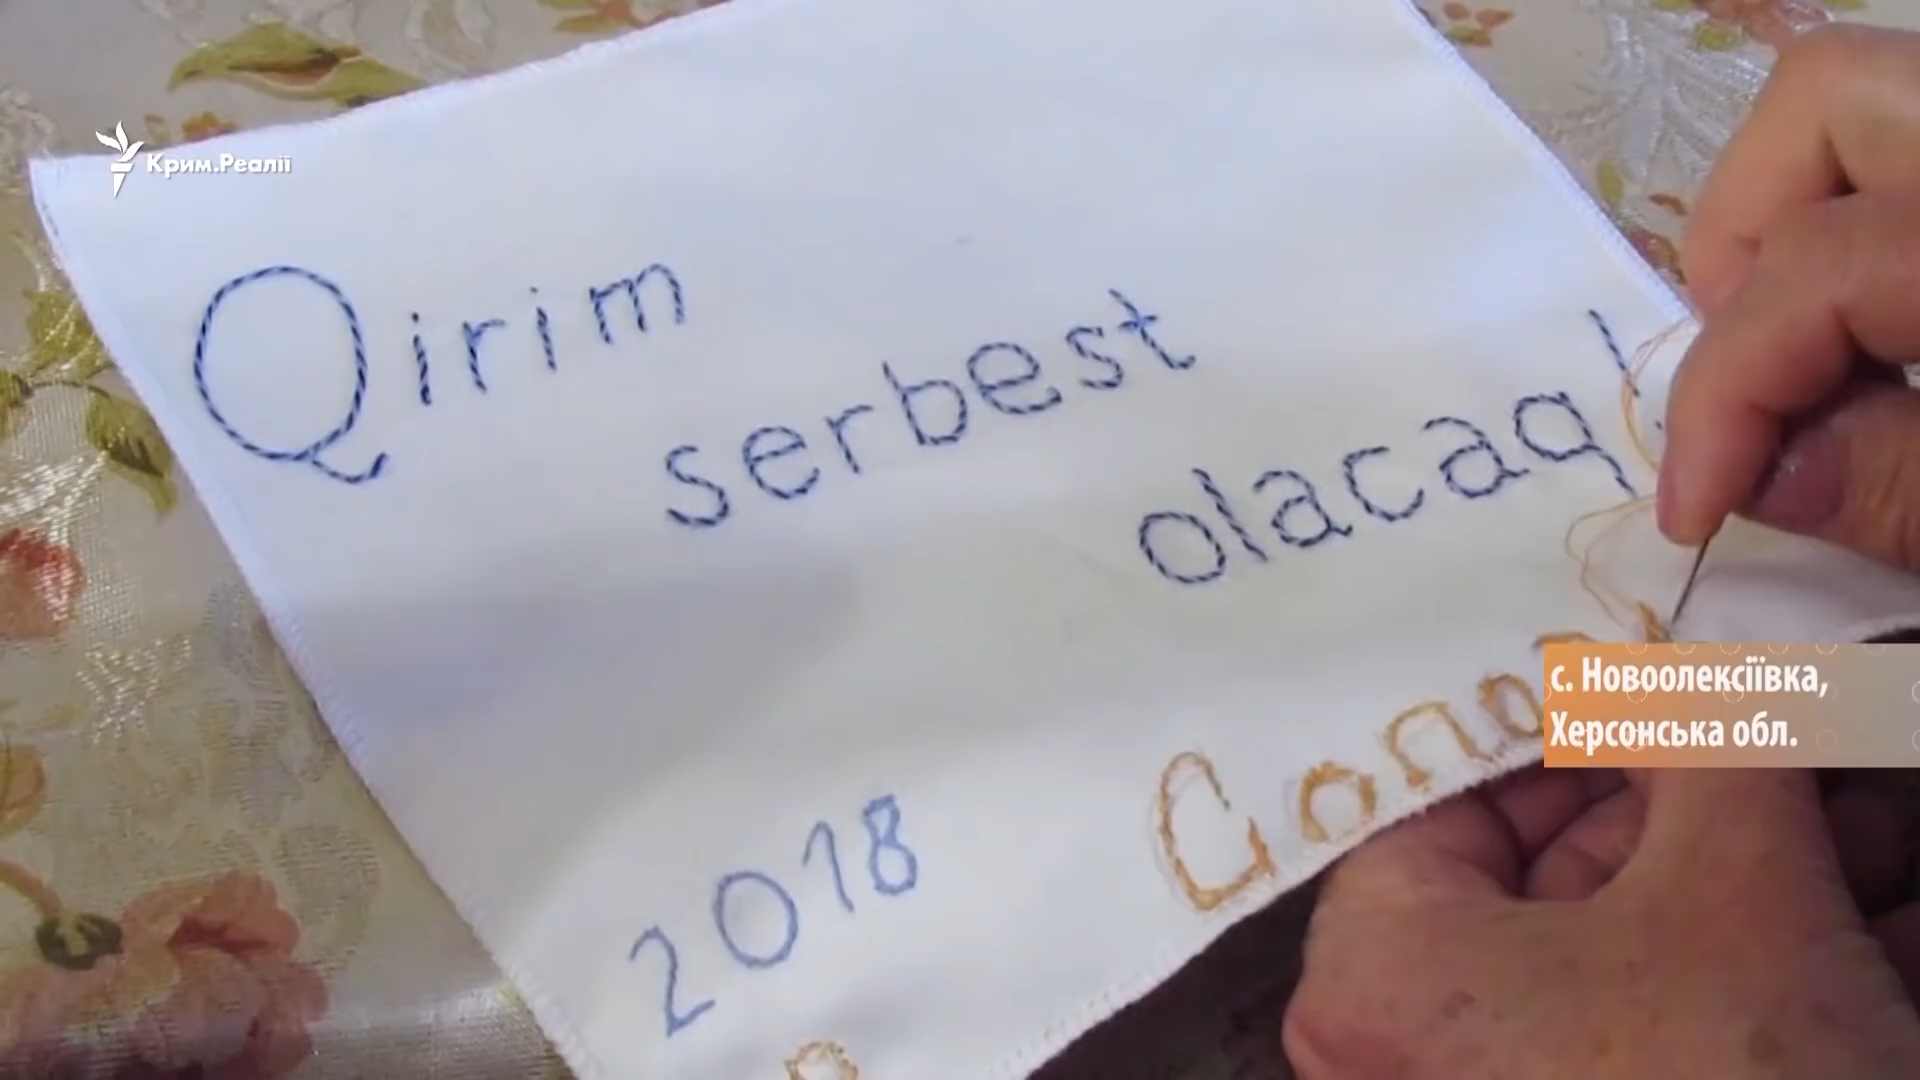 Крим.Реалії
Qirim
serbest
olacaq!
2018
с. Новоолексіївка,
Херсонська обл.